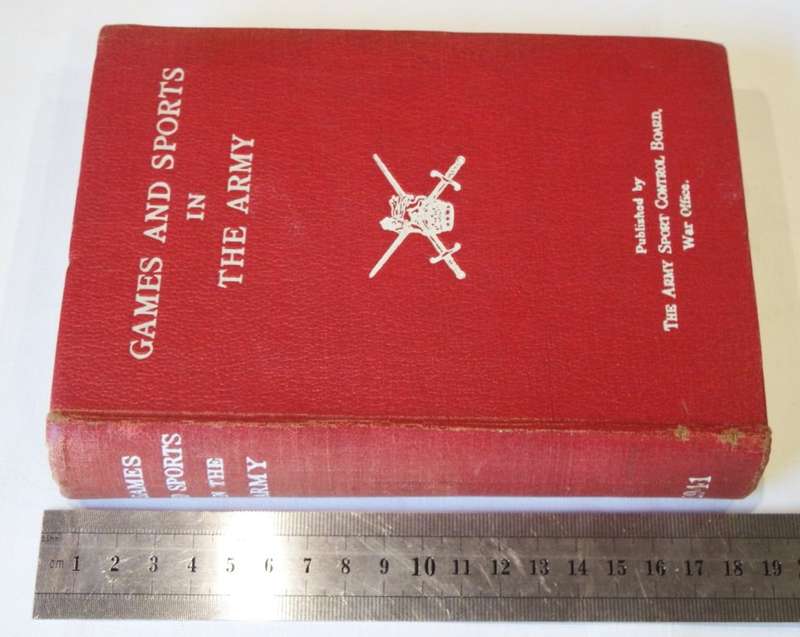 GAMES AND SPORTS
IN
THE ARMY
Published by
THE ARMY SPORT CONTROL BOARD,
War Office.
GAMES
SPORTS
THE
ARMY
cm 1 2 3 4 5 6 7 8 9 10 11 12 13 14 15 16 17 18 19